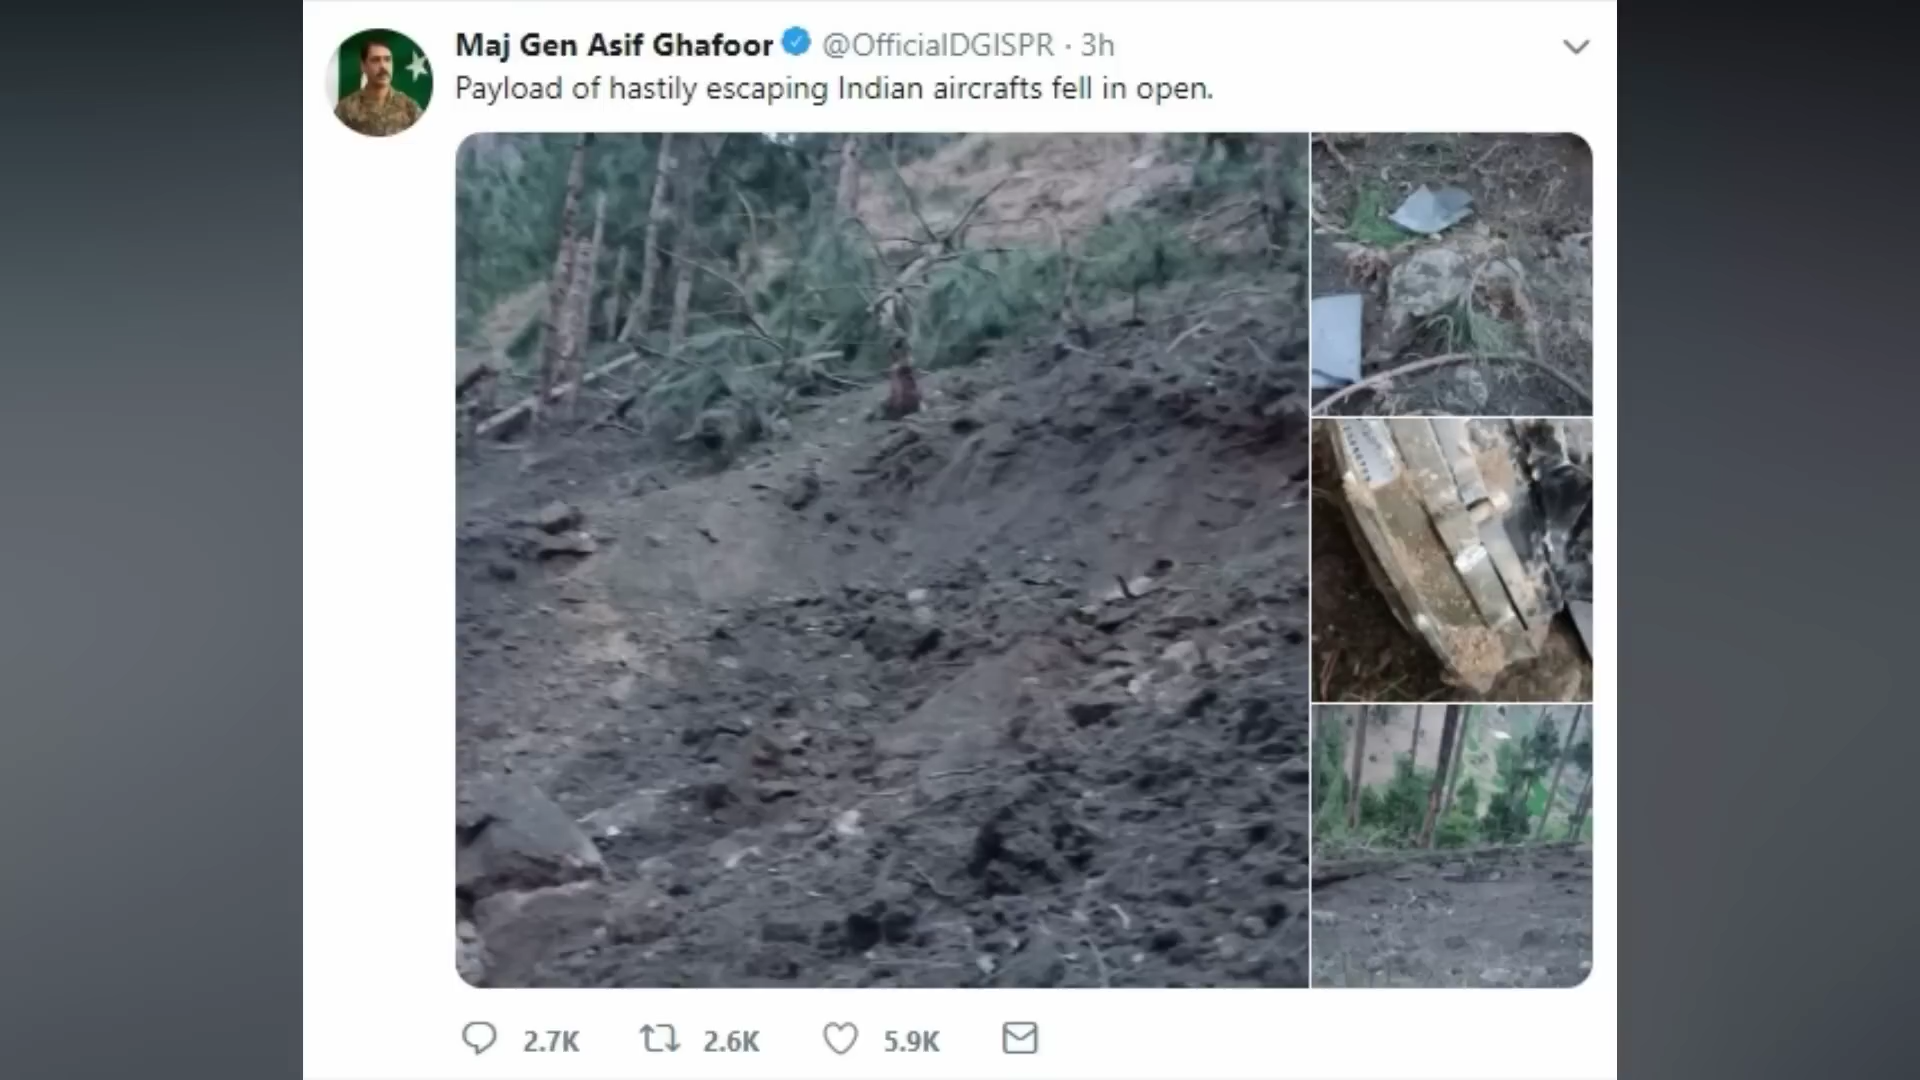 Maj Gen Asif Ghafoor @OfficialDGISPR · 3h
Payload of hastily escaping Indian aircrafts fell in open.
2.7K 2.6K 5.9K